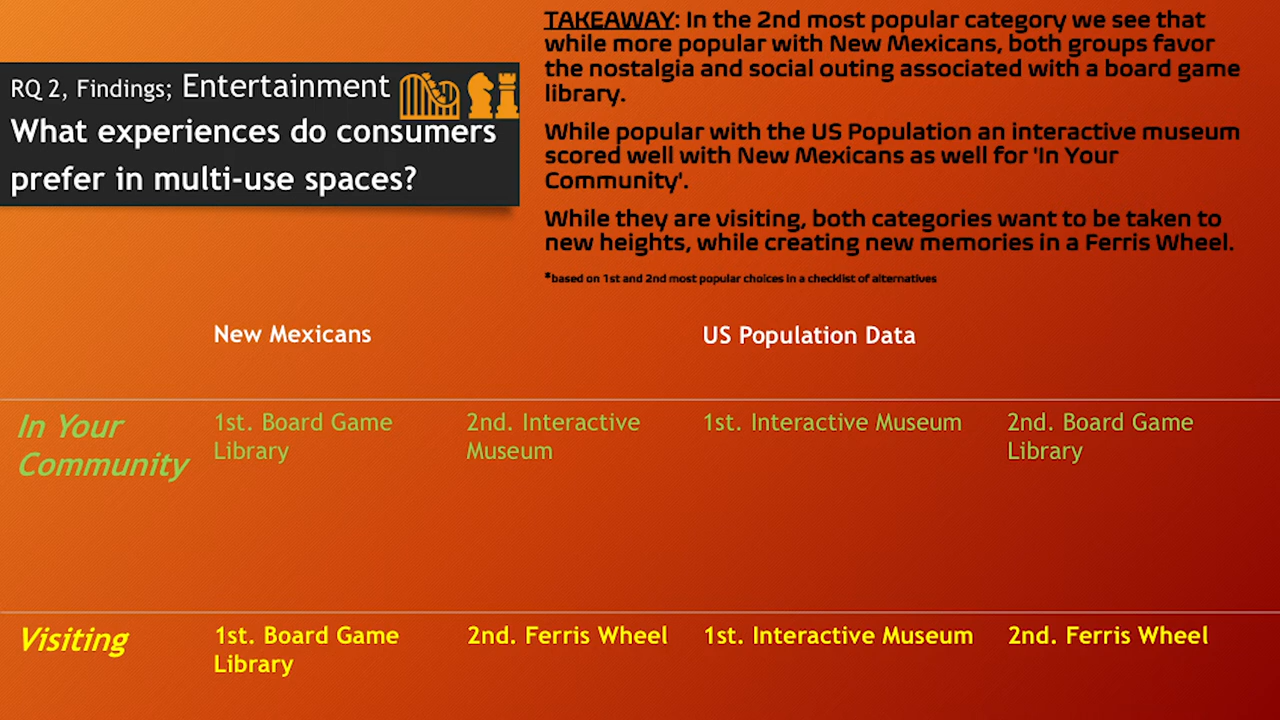 RQ 2, Findings; Entertainment
What experiences do consumers
prefer in multi-use spaces?
TAKEAWAY: In the 2nd most popular category we see that
while more popular with New Mexicans, both groups favor
the nostalgia and social outing associated with a board game
library.
While popular with the US Population an interactive museum
scored well with New Mexicans as well for 'In Your
Community'.
While they are visiting, both categories want to be taken to
new heights, while creating new memories in a Ferris Wheel.
*based on 1st and 2nd most popular choices in a checklist of alternatives
New Mexicans
US Population Data
In Your
Community
1st. Board Game
Library
2nd. Interactive
Museum
1st. Interactive Museum
2nd. Board Game
Library
Visiting
1st. Board Game
Library
2nd. Ferris Wheel
1st. Interactive Museum
2nd. Ferris Wheel